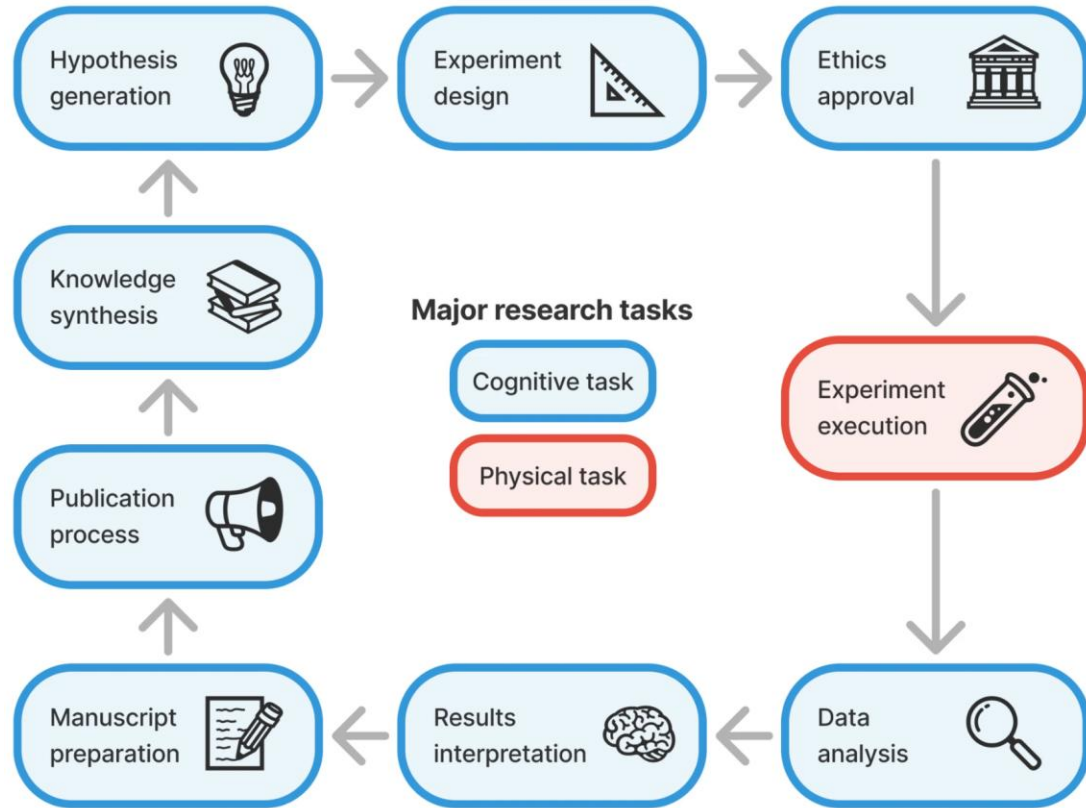 Hypothesis
generation
Experiment
design
Ethics
approval
Knowledge
synthesis
Major research tasks
Cognitive task
Experiment
execution
Physical task
Publication
process
Manuscript
preparation
Results
interpretation
Data
analysis